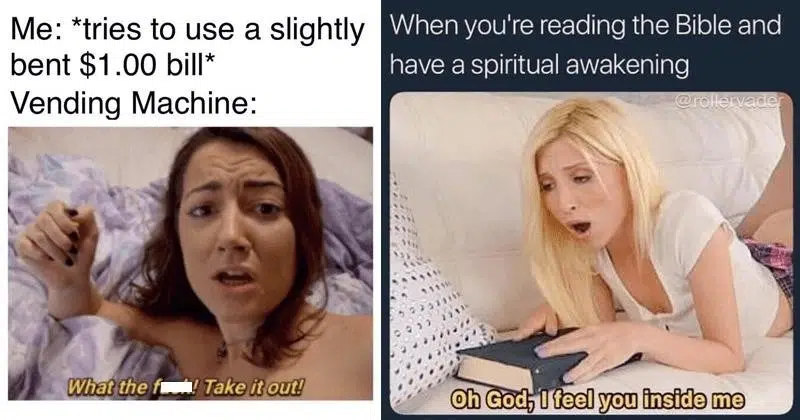 Me: *tries to use a slightly
bent $1.00 bill*
Vending Machine:
What the f ! Take it out!
When you're reading the Bible and
have a spiritual awakening
@rollervader
Oh God, I feel you inside me